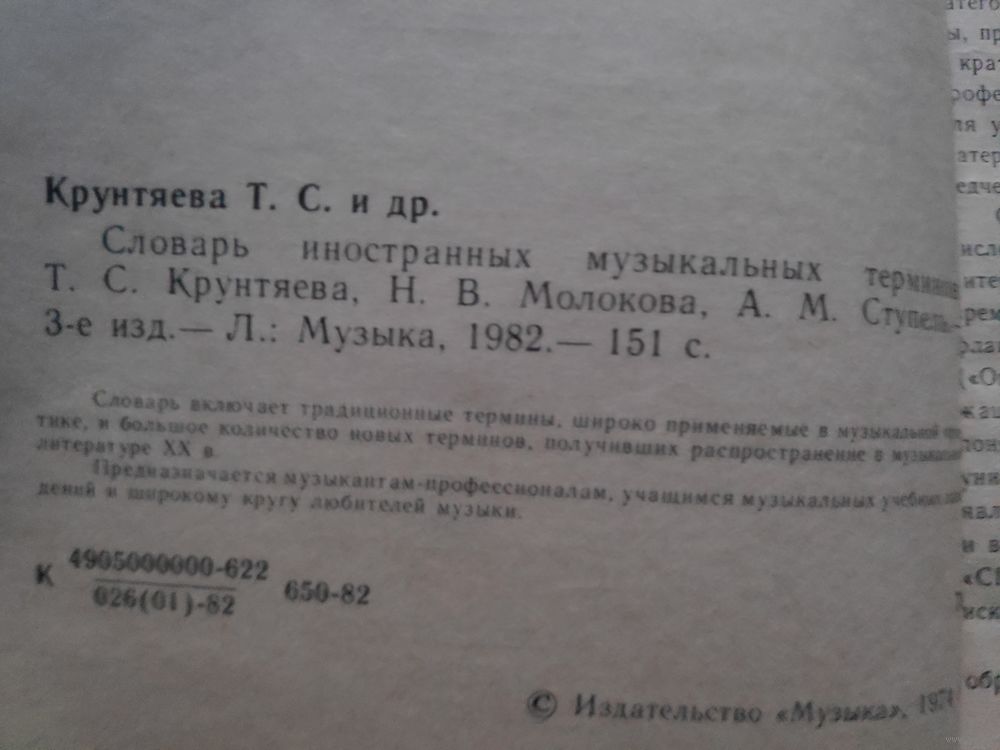 Крунтяева Т. С. и др.
Словарь иностранных музыкальных терминов
Т. С. Крунтяева, Н. В. Молокова, А. М. Ступель.
3-е изд.— Л.: Музыка, 1982.— 151 с.
Словарь включает традиционные термины, широко применяемые в музыкальной
тике, и большое количество новых терминов, получивших распространение в
литературе XX в.
Предназначается музыкантам-профессионалам, учащимся музыкальных учебных
дений и широкому кругу любителей музыки.
К 4905000000-622
026(01)-82 650-82
© Издательство «Музыка»,